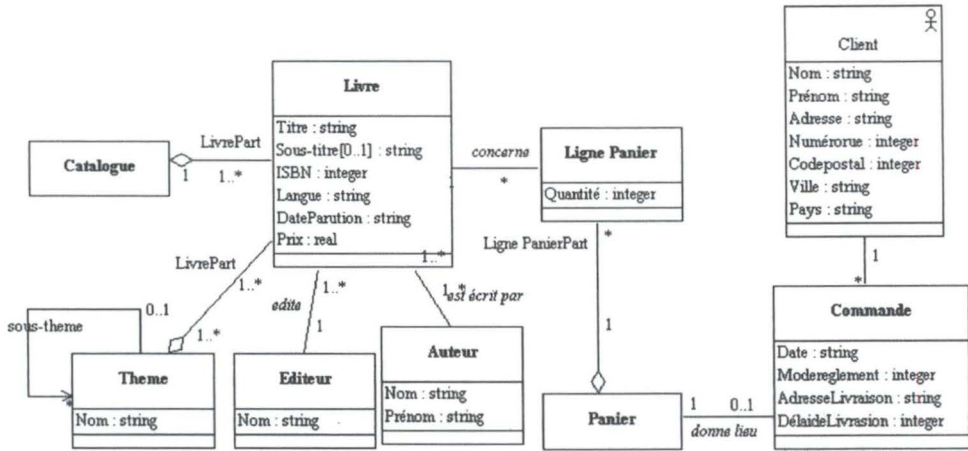 Client
Nom : string
Prénom : string
Adresse : string
Numérorue : integer
Codepostal : integer
Ville : string
Pays : string
Livre
Titre : string
Sous-titre[0..1] : string
ISBN : integer
Langue : string
DateParution : string
Prix : real
Catalogue
LivrePart
1
1..*
concerne
1
*
Ligne Panier
Quantité : integer
Ligne PanierPart
*
1
LivrePart
1..*
1..*
sous-theme
0..1
*
Theme
Nom : string
edite
1..*
1
Editeur
Nom : string
1..*
1..*
est écrit par
Auteur
Nom : string
Prénom : string
Panier
1
0..1
donne lieu
1
*
Commande
Date : string
Modereglement : integer
AdresseLivraison : string
DélaideLivrasion : integer